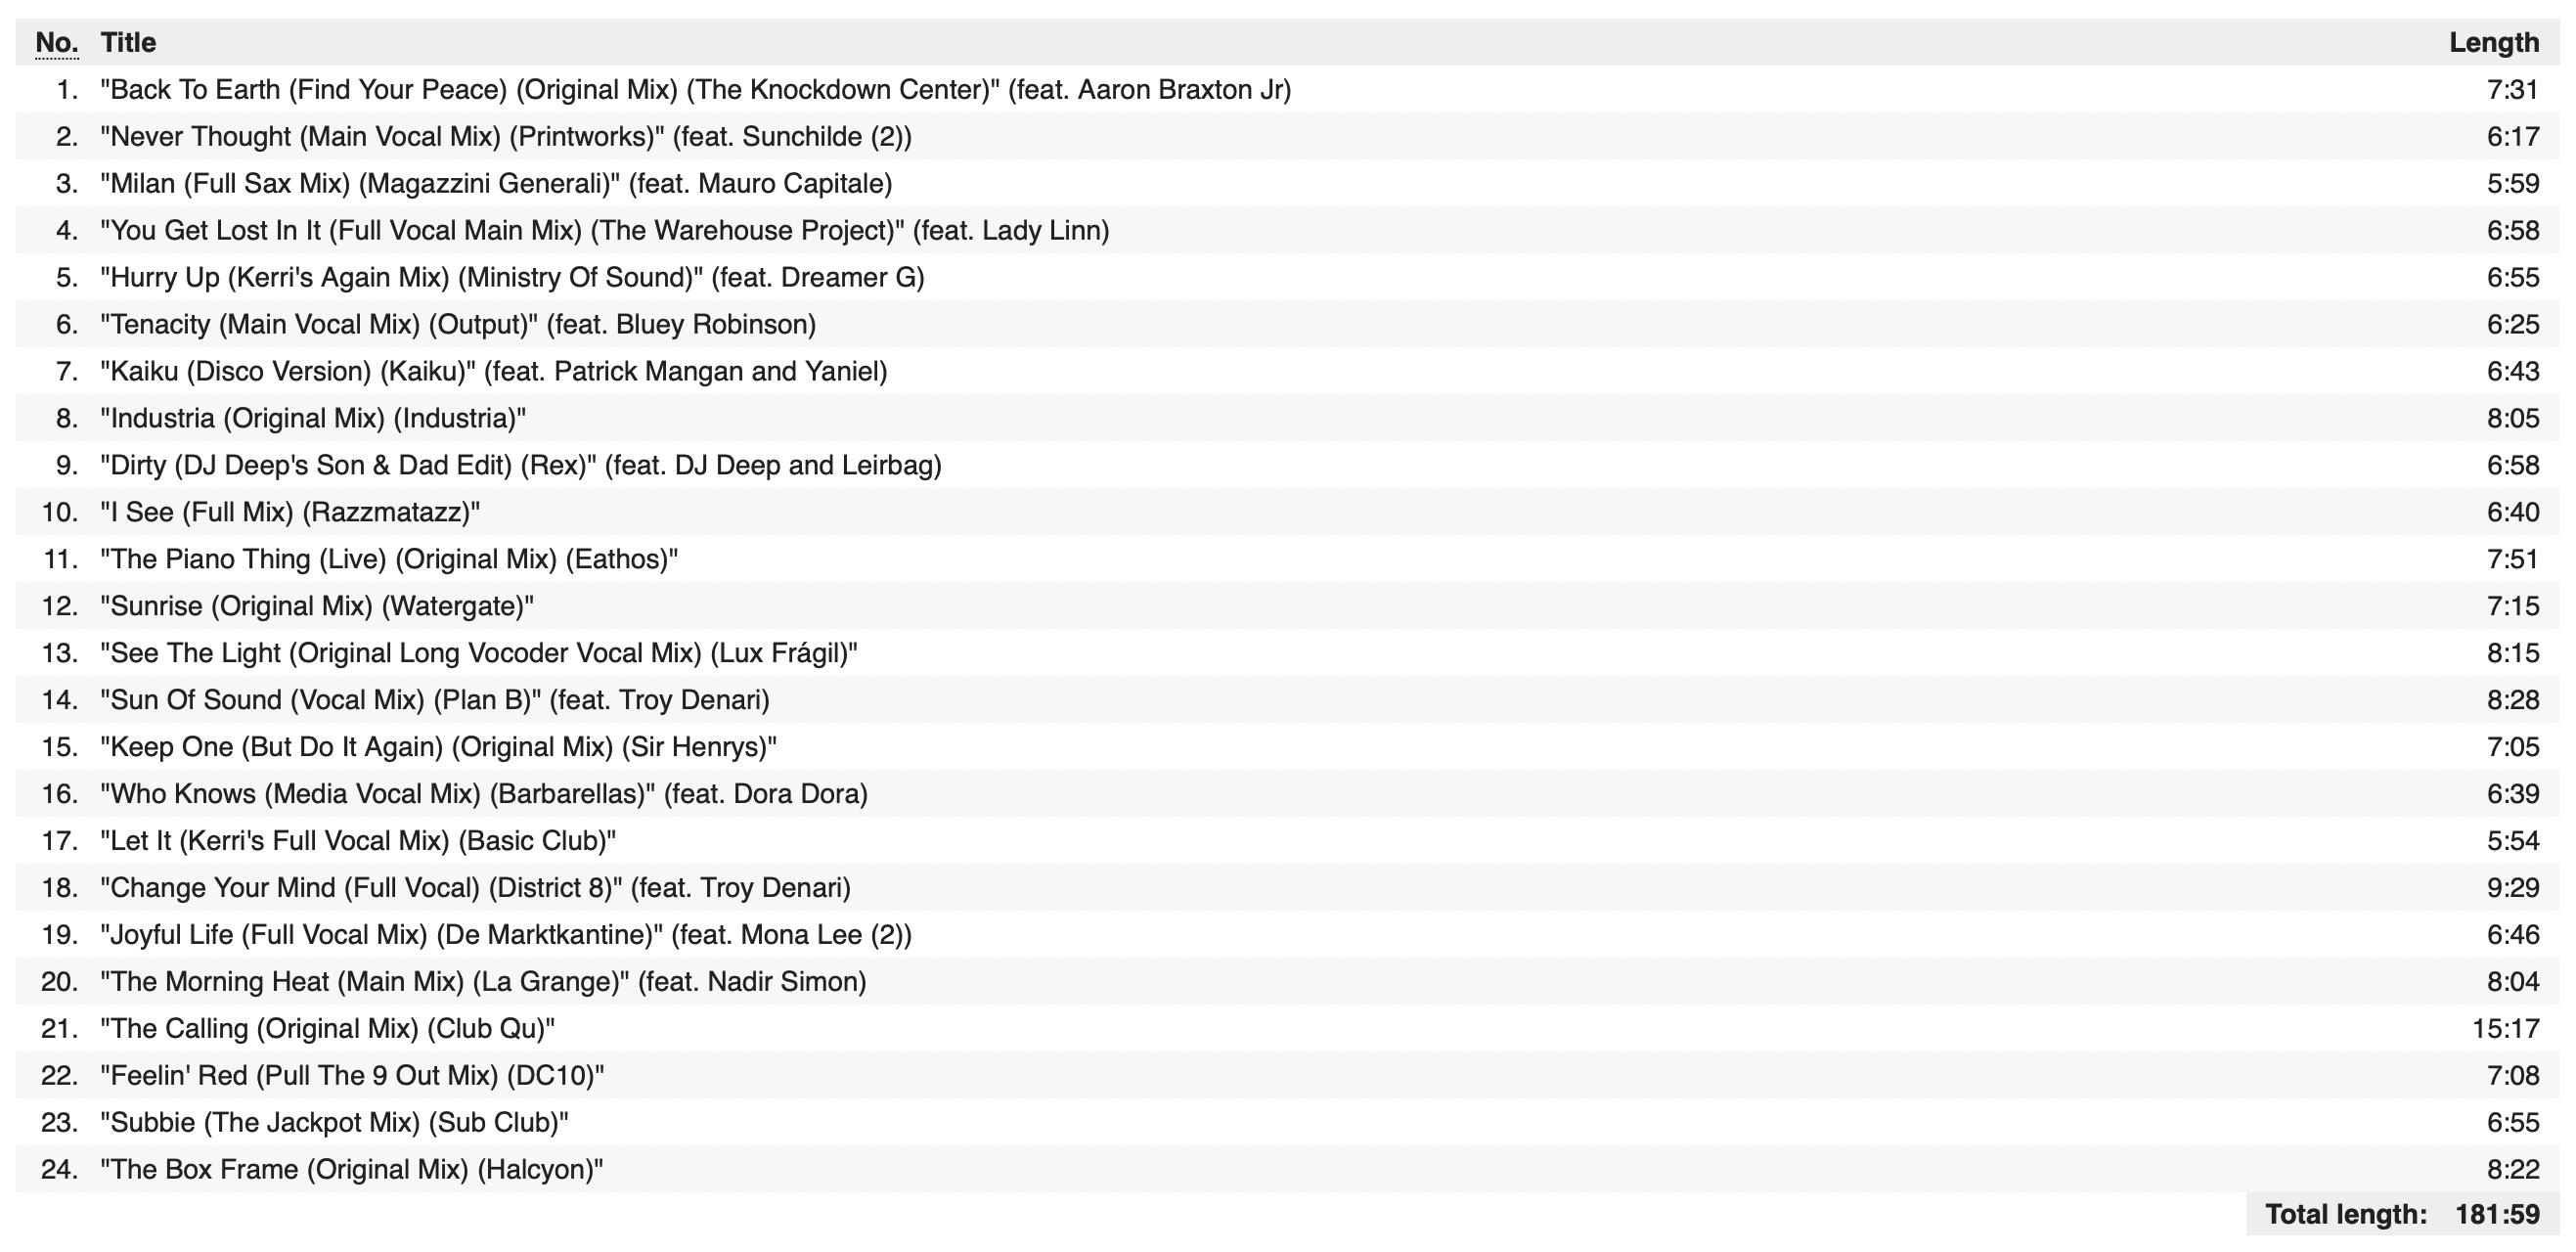 No. Title Length
1. "Back To Earth (Find Your Peace) (Original Mix) (The Knockdown Center)" (feat. Aaron Braxton Jr) 7:31
2. "Never Thought (Main Vocal Mix) (Printworks)" (feat. Sunchilde (2)) 6:17
3. "Milan (Full Sax Mix) (Magazzini Generali)" (feat. Mauro Capitale) 5:59
4. "You Get Lost In It (Full Vocal Main Mix) (The Warehouse Project)" (feat. Lady Linn) 6:58
5. "Hurry Up (Kerri's Again Mix) (Ministry Of Sound)" (feat. Dreamer G) 6:55
6. "Tenacity (Main Vocal Mix) (Output)" (feat. Bluey Robinson) 6:25
7. "Kaiku (Disco Version) (Kaiku)" (feat. Patrick Mangan and Yaniel) 6:43
8. "Industria (Original Mix) (Industria)" 8:05
9. "Dirty (DJ Deep's Son & Dad Edit) (Rex)" (feat. DJ Deep and Leirbag) 6:58
10. "I See (Full Mix) (Razzmatazz)" 6:40
11. "The Piano Thing (Live) (Original Mix) (Eathos)" 7:51
12. "Sunrise (Original Mix) (Watergate)" 7:15
13. "See The Light (Original Long Vocoder Vocal Mix) (Lux Frágil)" 8:15
14. "Sun Of Sound (Vocal Mix) (Plan B)" (feat. Troy Denari) 8:28
15. "Keep One (But Do It Again) (Original Mix) (Sir Henrys)" 7:05
16. "Who Knows (Media Vocal Mix) (Barbarellas)" (feat. Dora Dora) 6:39
17. "Let It (Kerri's Full Vocal Mix) (Basic Club)" 5:54
18. "Change Your Mind (Full Vocal) (District 8)" (feat. Troy Denari) 9:29
19. "Joyful Life (Full Vocal Mix) (De Marktkantine)" (feat. Mona Lee (2)) 6:46
20. "The Morning Heat (Main Mix) (La Grange)" (feat. Nadir Simon) 8:04
21. "The Calling (Original Mix) (Club Qu)" 15:17
22. "Feelin' Red (Pull The 9 Out Mix) (DC10)" 7:08
23. "Subbie (The Jackpot Mix) (Sub Club)" 6:55
24. "The Box Frame (Original Mix) (Halcyon)" 8:22
Total length: 181:59